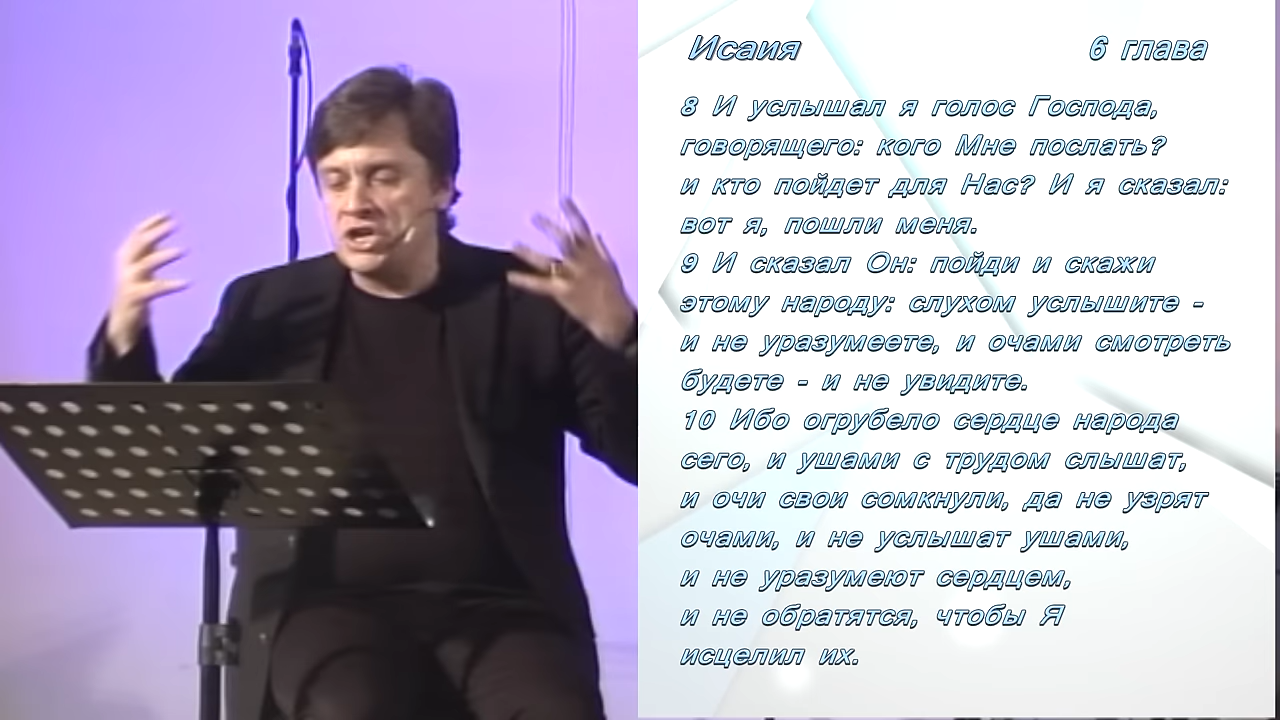 Исаия 6 глава
8 И услышал я голос Господа,
говорящего: кого Мне послать?
и кто пойдет для Нас? И я сказал:
вот я, пошли меня.
9 И сказал Он: пойди и скажи
этому народу: слухом услышите -
и не уразумеете, и очами смотреть
будете - и не увидите.
10 Ибо огрубело сердце народа
сего, и ушами с трудом слышат,
и очи свои сомкнули, да не узрят
очами, и не услышат ушами,
и не уразумеют сердцем,
и не обратятся, чтобы Я
исцелил их.